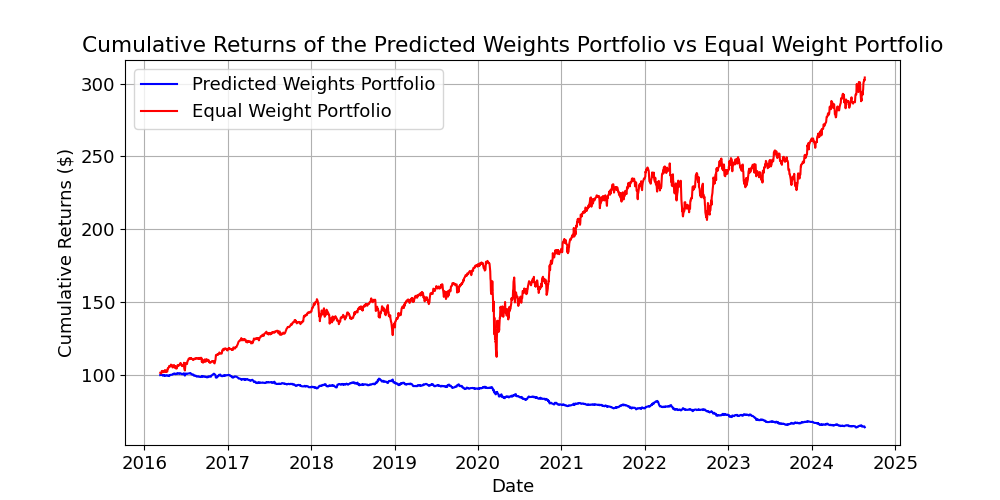 Cumulative Returns of the Predicted Weights Portfolio vs Equal Weight Portfolio
Predicted Weights Portfolio
Equal Weight Portfolio
Cumulative Returns ($)
300
250
200
150
100
2016 2017 2018 2019 2020 2021 2022 2023 2024 2025
Date